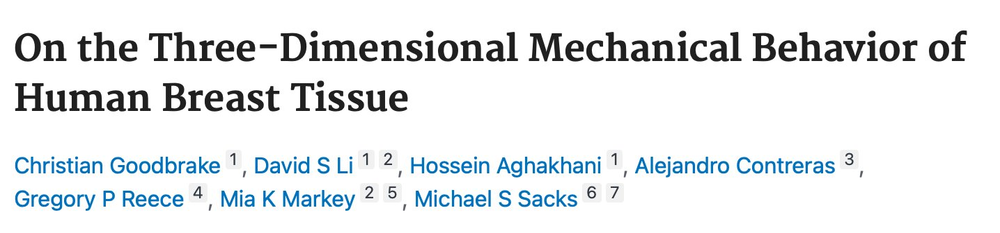 On the Three-Dimensional Mechanical Behavior of
Human Breast Tissue
Christian Goodbrake 1, David S Li 1 2, Hossein Aghakhani 1, Alejandro Contreras 3,
Gregory P Reece 4, Mia K Markey 2 5, Michael S Sacks 6 7